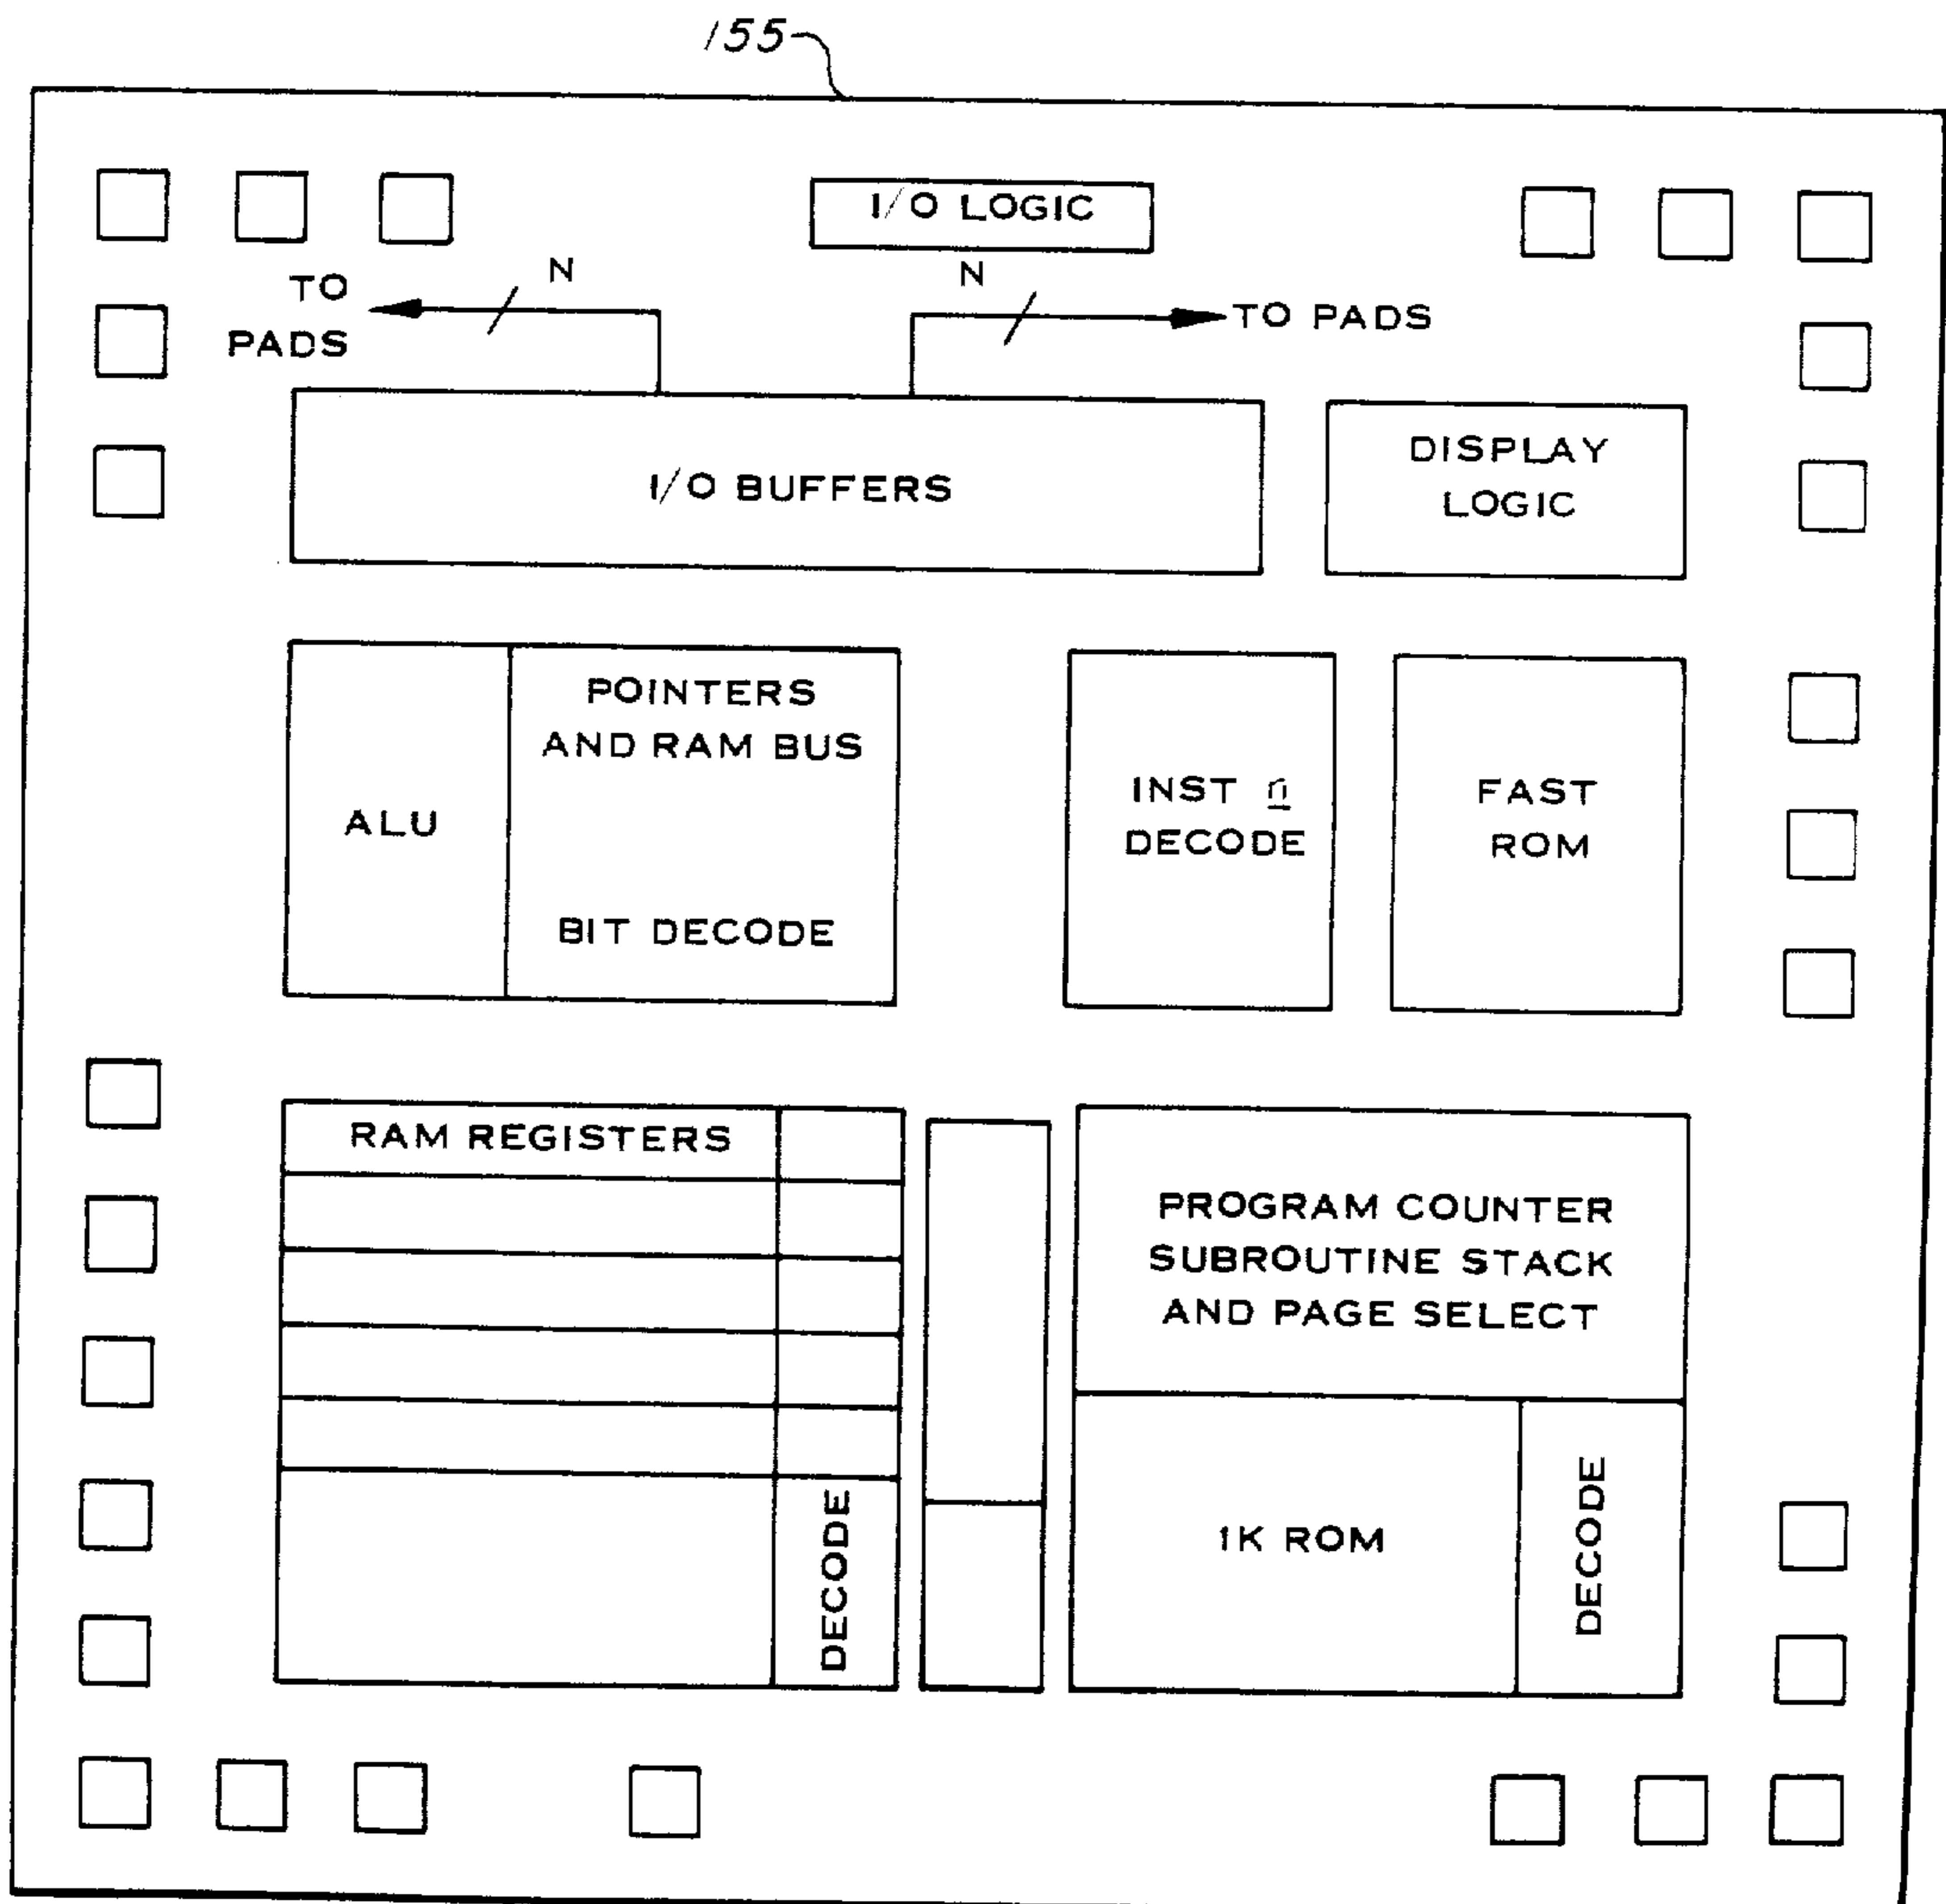 155
I/O LOGIC
N
N
TO
PADS
TO PADS
I/O BUFFERS
DISPLAY
LOGIC
ALU
POINTERS
AND RAM BUS
BIT DECODE
INST n
DECODE
FAST
ROM
RAM REGISTERS
DECODE
PROGRAM COUNTER
SUBROUTINE STACK
AND PAGE SELECT
1K ROM
DECODE